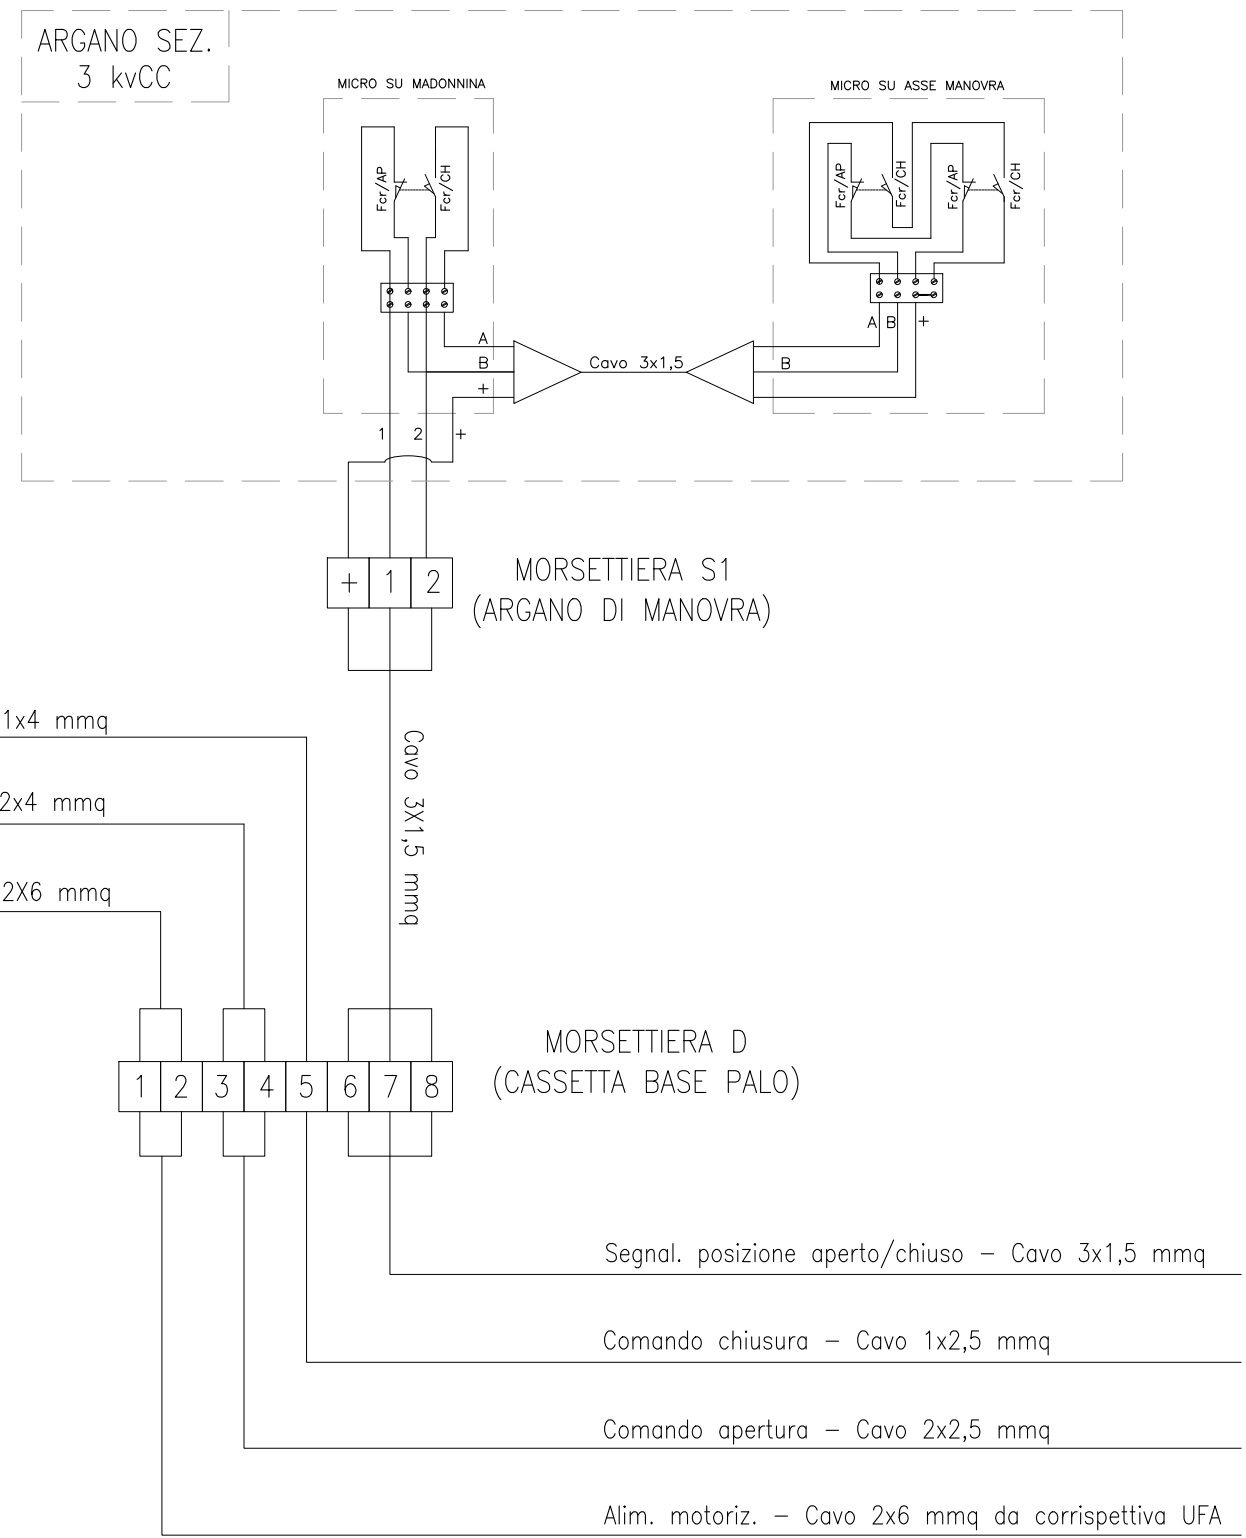 ARGANO SEZ.
3 kvCC
MICRO SU MADONNINA
MICRO SU ASSE MANOVRA
Fcr/AP
Fcr/CH
Fcr/AP
Fcr/CH
Fcr/AP
Fcr/CH
A
B
+
A B +
B
Cavo 3x1,5
1 2 +
+ 1 2
MORSETTIERA S1
(ARGANO DI MANOVRA)
1x4 mmq
2x4 mmq
2X6 mmq
Cavo 3X1,5 mmq
MORSETTIERA D
(CASSETTA BASE PALO)
1 2 3 4 5 6 7 8
Segnal. posizione aperto/chiuso – Cavo 3x1,5 mmq
Comando chiusura – Cavo 1x2,5 mmq
Comando apertura – Cavo 2x2,5 mmq
Alim. motoriz. – Cavo 2x6 mmq da corrispettiva UFA